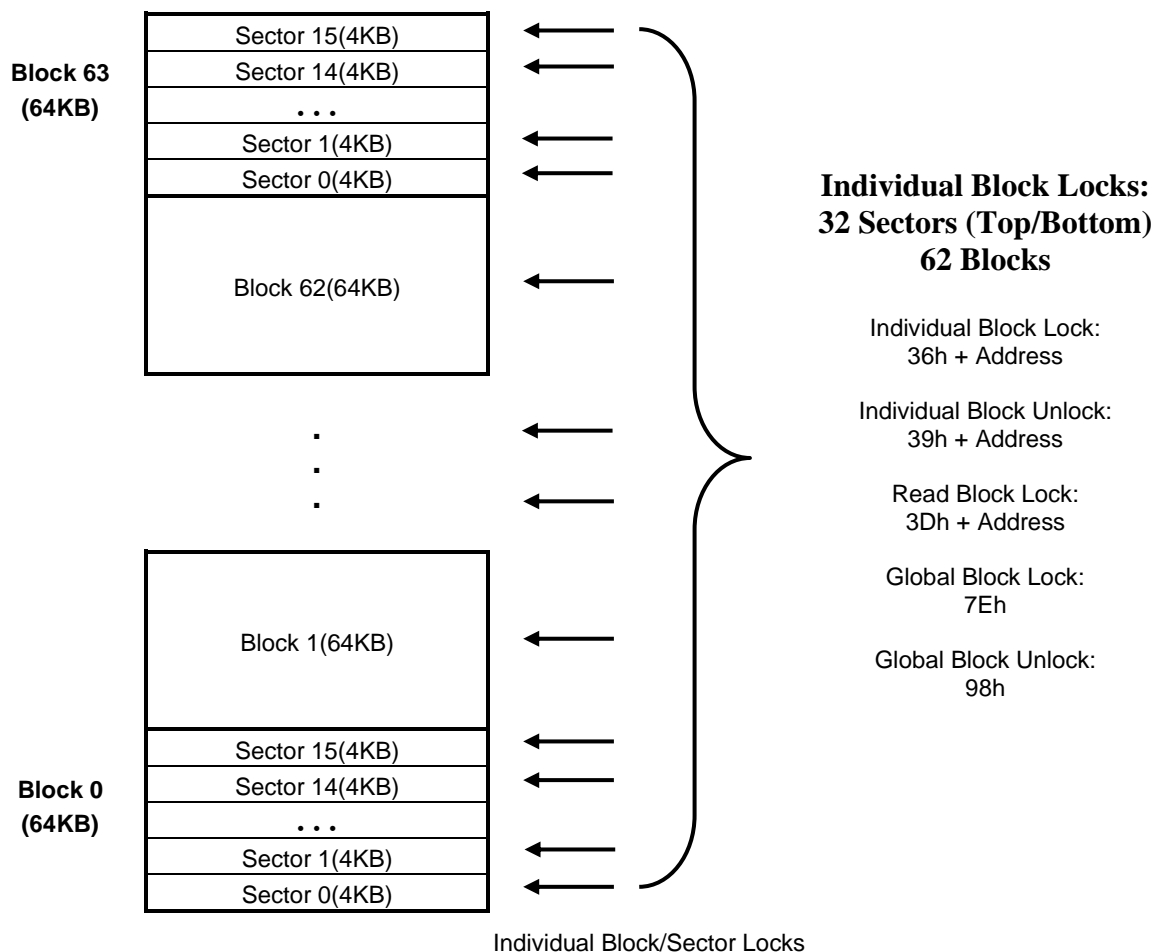 Block 63
(64KB)
Sector 15(4KB)
Sector 14(4KB)
. . .
Sector 1(4KB)
Sector 0(4KB)
Block 62(64KB)
.
.
.
Block 1(64KB)
Block 0
(64KB)
Sector 15(4KB)
Sector 14(4KB)
. . .
Sector 1(4KB)
Sector 0(4KB)
Individual Block Locks:
32 Sectors (Top/Bottom)
62 Blocks
Individual Block Lock:
36h + Address
Individual Block Unlock:
39h + Address
Read Block Lock:
3Dh + Address
Global Block Lock:
7Eh
Global Block Unlock:
98h
Individual Block/Sector Locks